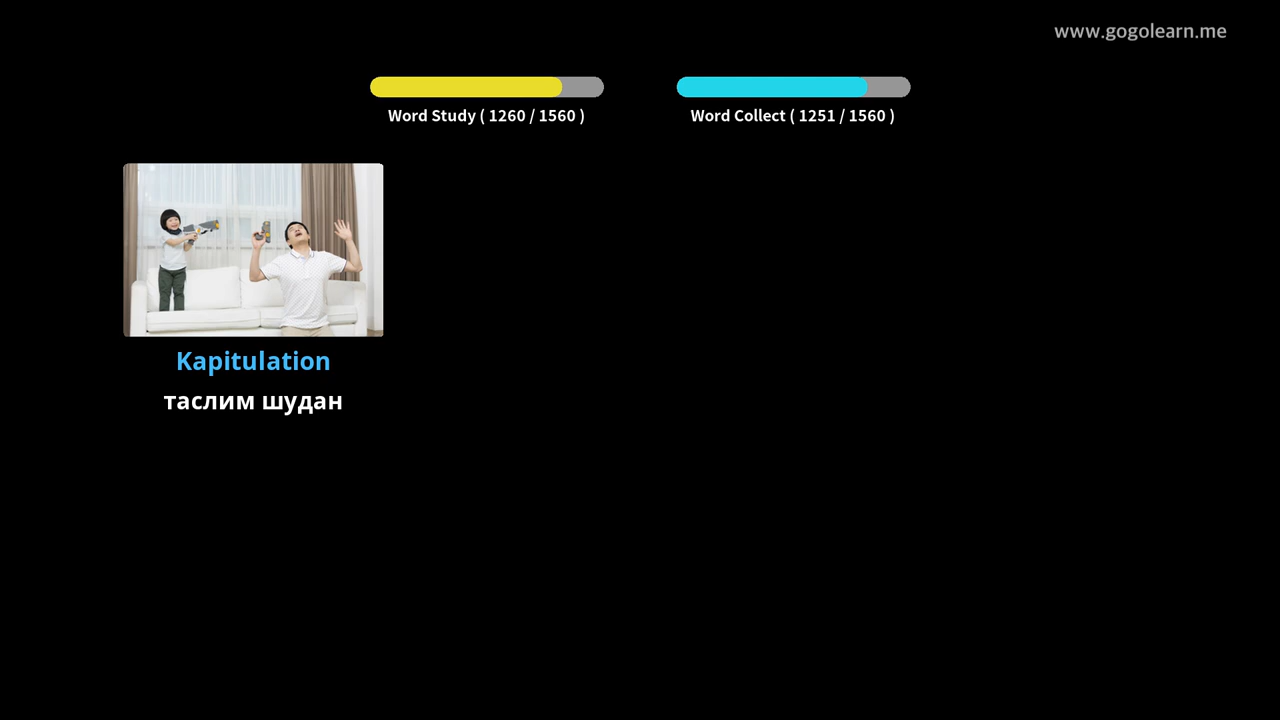 www.gogolearn.me
Word Study ( 1260 / 1560 )
Word Collect ( 1251 / 1560 )
Kapitulation
таслим шудан